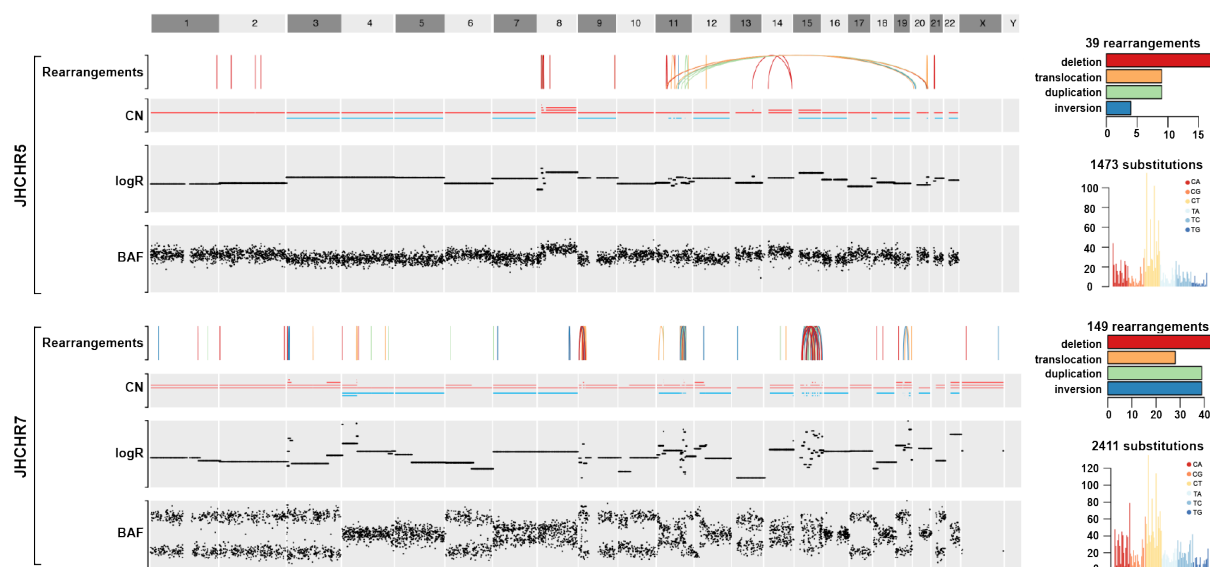 1 2 3 4 5 6 7 8 9 10 11 12 13 14 15 16 17 18 19 20 21 22 X Y
JHCHR5
Rearrangements
CN
logR
BAF
39 rearrangements
deletion
translocation
duplication
inversion
0 5 10 15
1473 substitutions
100
80
60
40
20
0
CA
CG
CT
TA
TC
TG
JHCHR7
Rearrangements
CN
logR
BAF
149 rearrangements
deletion
translocation
duplication
inversion
0 10 20 30 40
2411 substitutions
120
100
80
60
40
20
0
CA
CG
CT
TA
TC
TG